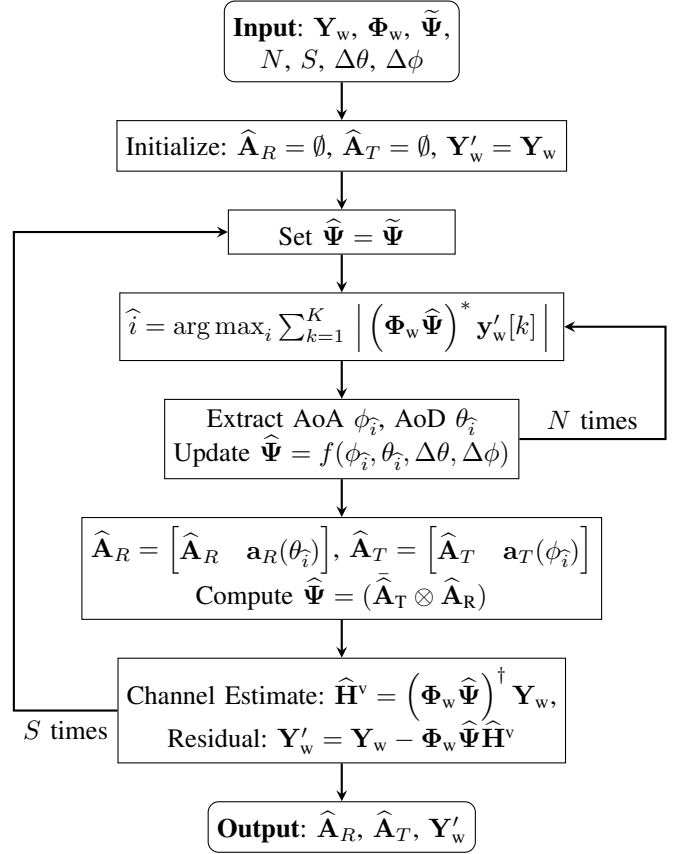 Input: Y_w, Φ_w, Ψ̃,
N, S, Δθ, Δϕ
Initialize: Â_R = ∅, Â_T = ∅, Y′_w = Y_w
Set Ψ̂ = Ψ̃
î = arg max_i ∑_{k=1}^{K} | (Φ_w Ψ̂)^* y′_w[k] |
Extract AoA ϕ_î, AoD θ_î
Update Ψ̂ = f(ϕ_î, θ_î, Δθ, Δϕ)
N times
Â_R = [Â_R a_R(θ_î)], Â_T = [Â_T a_T(ϕ_î)]
Compute Ψ̂ = (\bar{Â}_T ⊗ Â_R)
Channel Estimate: Ĥ^v = (Φ_w Ψ̂)^† Y_w,
Residual: Y′_w = Y_w − Φ_w Ψ̂ Ĥ^v
S times
Output: Â_R, Â_T, Y′_w